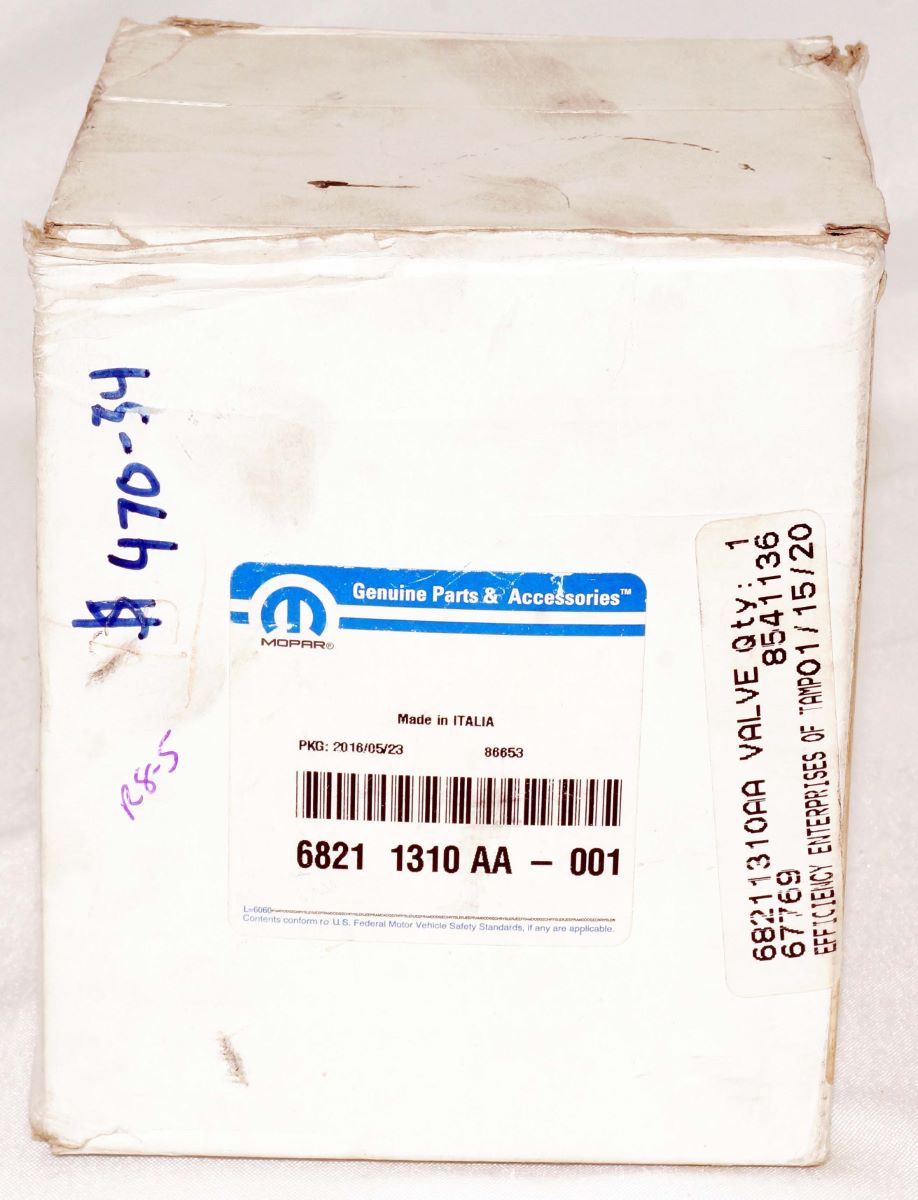 $ 470-34
R8-5
Genuine Parts & Accessories™
MOPAR®
Made in ITALIA
PKG: 2016/05/23 86653
6821 1310 AA – 001
L=6060
Contents conform to U.S. Federal Motor Vehicle Safety Standards, if any are applicable.
68211310AA VALVE Qty: 1
67769 8541136
EFFICIENCY ENTERPRISES OF TAMPO1/15/20